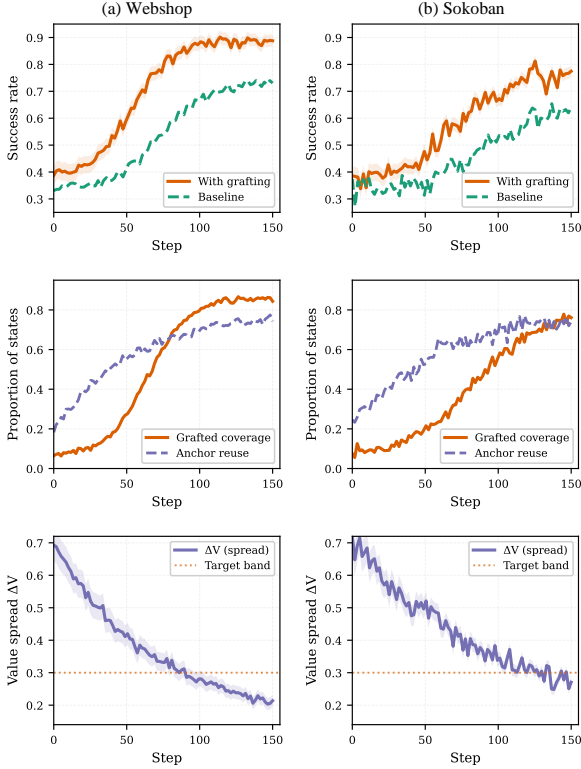 (a) Webshop
(b) Sokoban
Success rate
0.9
0.8
0.7
0.6
0.5
0.4
0.3
0
50
100
150
Step
With grafting
Baseline
Success rate
0.9
0.8
0.7
0.6
0.5
0.4
0.3
0
50
100
150
Step
With grafting
Baseline
Proportion of states
0.8
0.6
0.4
0.2
0.0
0
50
100
150
Step
Grafted coverage
Anchor reuse
Proportion of states
0.8
0.6
0.4
0.2
0.0
0
50
100
150
Step
Grafted coverage
Anchor reuse
Value spread ΔV
0.7
0.6
0.5
0.4
0.3
0.2
0
50
100
150
Step
ΔV (spread)
Target band
Value spread ΔV
0.7
0.6
0.5
0.4
0.3
0.2
0
50
100
150
Step
ΔV (spread)
Target band